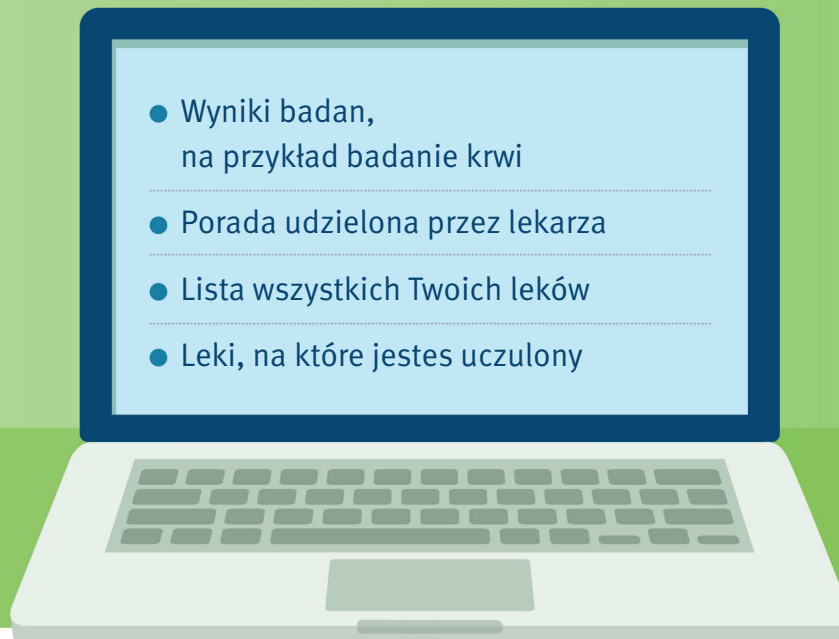 Wyniki badan,
na przykład badanie krwi
Porada udzielona przez lekarza
Lista wszystkich Twoich leków
Leki, na które jestes uczulony